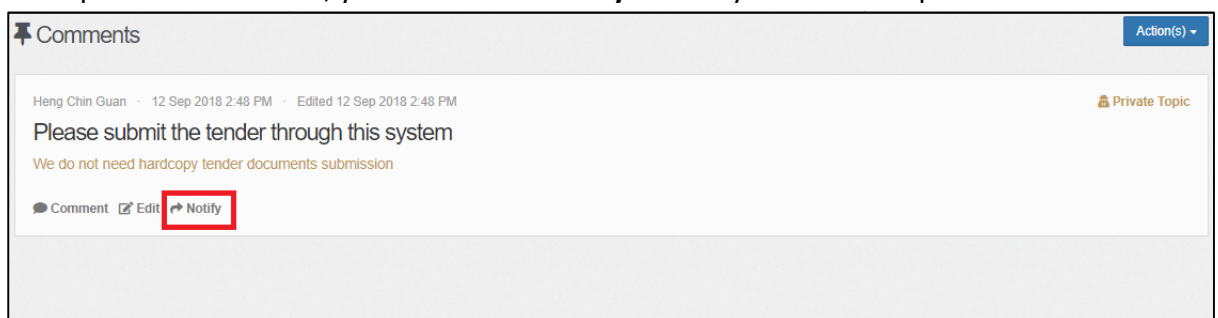 Comments
Action(s)
Heng Chin Guan · 12 Sep 2018 2:48 PM · Edited 12 Sep 2018 2:48 PM
Private Topic
Please submit the tender through this system
We do not need hardcopy tender documents submission
Comment Edit Notify